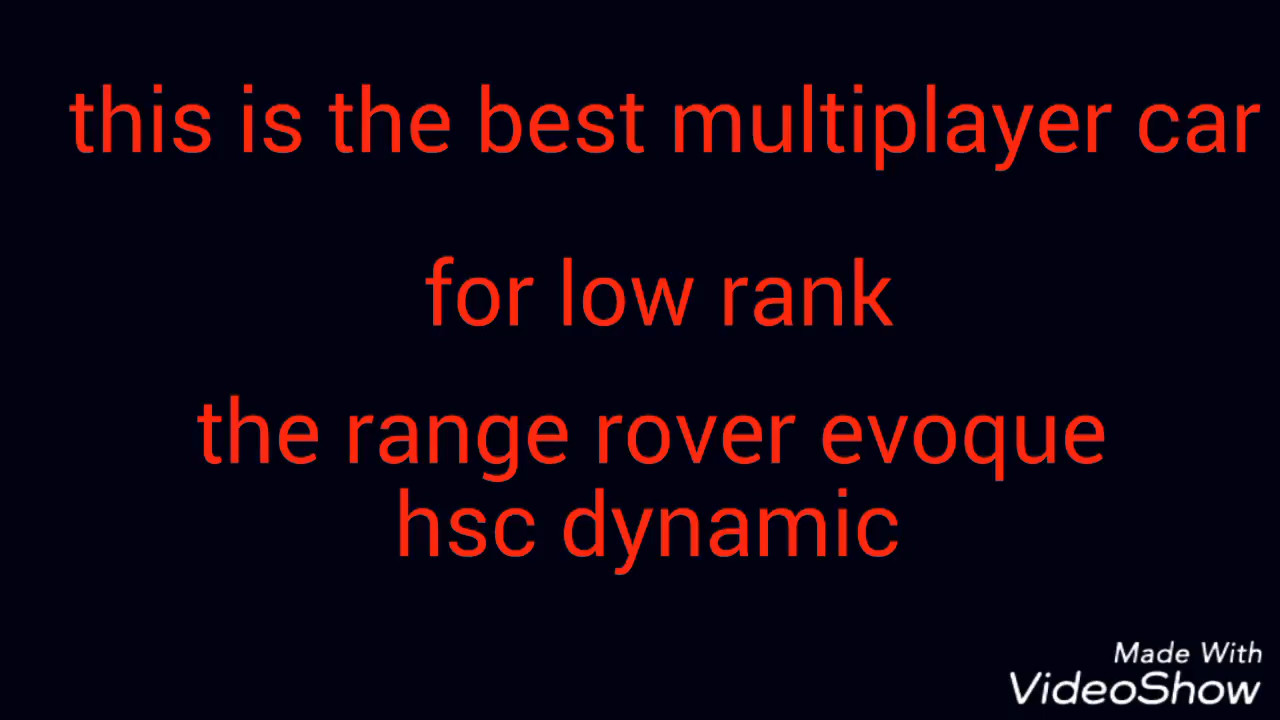 this is the best multiplayer car
for low rank
the range rover evoque
hsc dynamic
Made With
VideoShow